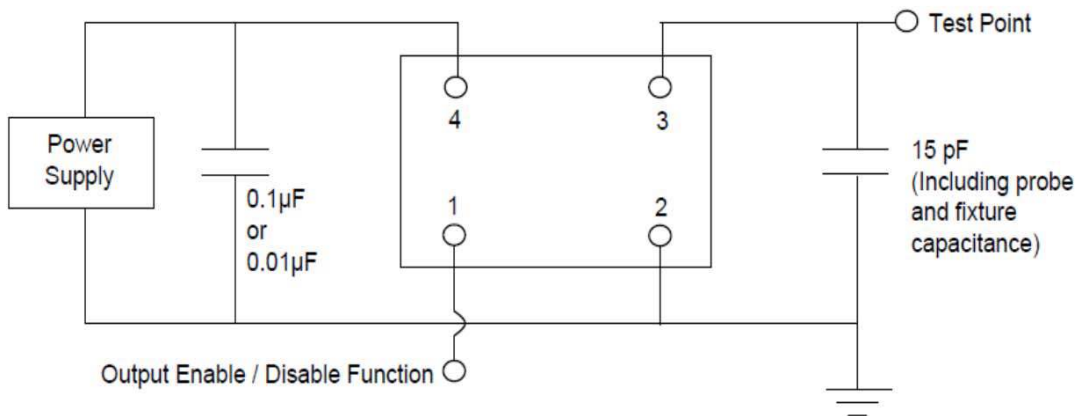 Test Point
4
3
Power
Supply
15 pF
(Including probe
and fixture
capacitance)
0.1µF
or
0.01µF
1
2
Output Enable / Disable Function